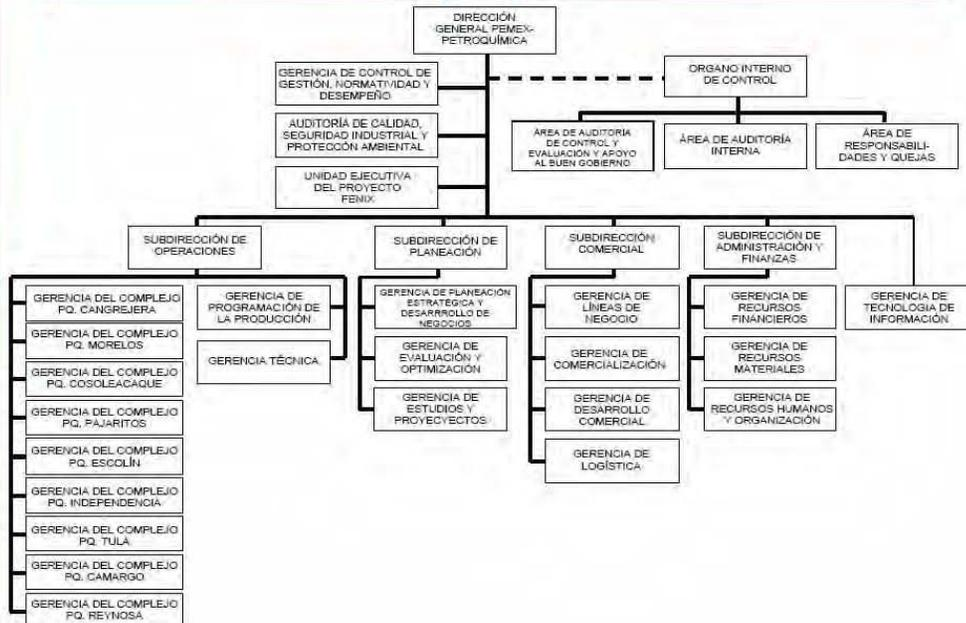 DIRECCIÓN
GENERAL PEMEX-
PETROQUÍMICA
GERENCIA DE CONTROL DE
GESTIÓN, NORMATIVIDAD Y
DESEMPEÑO
AUDITORÍA DE CALIDAD,
SEGURIDAD INDUSTRIAL Y
PROTECCIÓN AMBIENTAL
UNIDAD EJECUTIVA
DEL PROYECTO
FENIX
ORGANO INTERNO
DE CONTROL
ÁREA DE AUDITORÍA
DE CONTROL Y
EVALUACIÓN Y APOYO
AL BUEN GOBIERNO
ÁREA DE AUDITORÍA
INTERNA
ÁREA DE
RESPONSABILI-
DADES Y QUEJAS
SUBDIRECCIÓN DE
OPERACIONES
GERENCIA DEL COMPLEJO
PQ. CANGREJERA
GERENCIA DEL COMPLEJO
PQ. MORELOS
GERENCIA DEL COMPLEJO
PQ. COSOLEACAQUE
GERENCIA DEL COMPLEJO
PQ. PAJARITOS
GERENCIA DEL COMPLEJO
PQ. ESCOLÍN
GERENCIA DEL COMPLEJO
PQ. INDEPENDENCIA
GERENCIA DEL COMPLEJO
PQ. TULA
GERENCIA DEL COMPLEJO
PQ. CAMARGO
GERENCIA DEL COMPLEJO
PQ. REYNOSA
GERENCIA DE
PROGRAMACIÓN DE
LA PRODUCCIÓN
GERENCIA TÉCNICA
SUBDIRECCIÓN DE
PLANEACIÓN
GERENCIA DE PLANEACIÓN
ESTRATÉGICA Y
DESARRROLLO DE
NEGOCIOS
GERENCIA DE
EVALUACIÓN Y
OPTIMIZACIÓN
GERENCIA DE
ESTUDIOS Y
PROYECYECTOS
SUBDIRECCIÓN
COMERCIAL
GERENCIA DE
LÍNEAS DE
NEGOCIO
GERENCIA DE
COMERCIALIZACIÓN
GERENCIA DE
DESARROLLO
COMERCIAL
GERENCIA DE
LOGÍSTICA
SUBDIRECCIÓN DE
ADMINISTRACIÓN Y
FINANZAS
GERENCIA DE
RECURSOS
FINANCIEROS
GERENCIA DE
RECURSOS
MATERIALES
GERENCIA DE
RECURSOS HUMANOS
Y ORGANIZACIÓN
GERENCIA DE
TECNOLOGIA DE
INFORMACIÓN